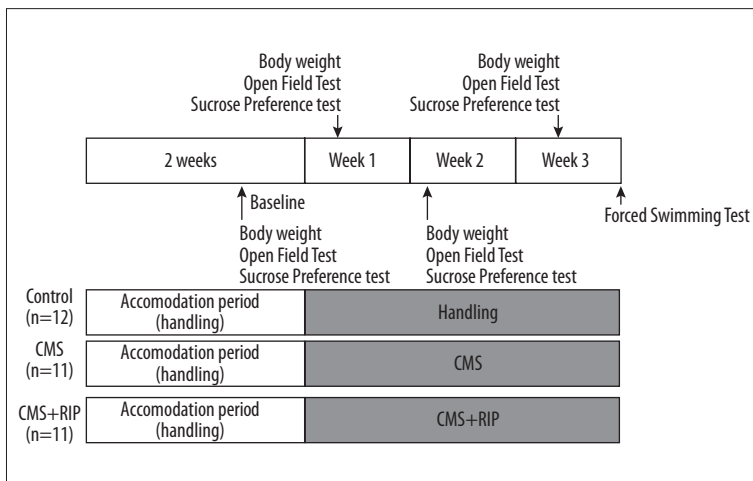 Body weight
Open Field Test
Sucrose Preference test
Body weight
Open Field Test
Sucrose Preference test
2 weeks
Week 1
Week 2
Week 3
Baseline
Body weight
Open Field Test
Sucrose Preference test
Body weight
Open Field Test
Sucrose Preference test
Forced Swimming Test
Control
(n=12)
Accomodation period
(handling)
Handling
CMS
(n=11)
Accomodation period
(handling)
CMS
CMS+RIP
(n=11)
Accomodation period
(handling)
CMS+RIP